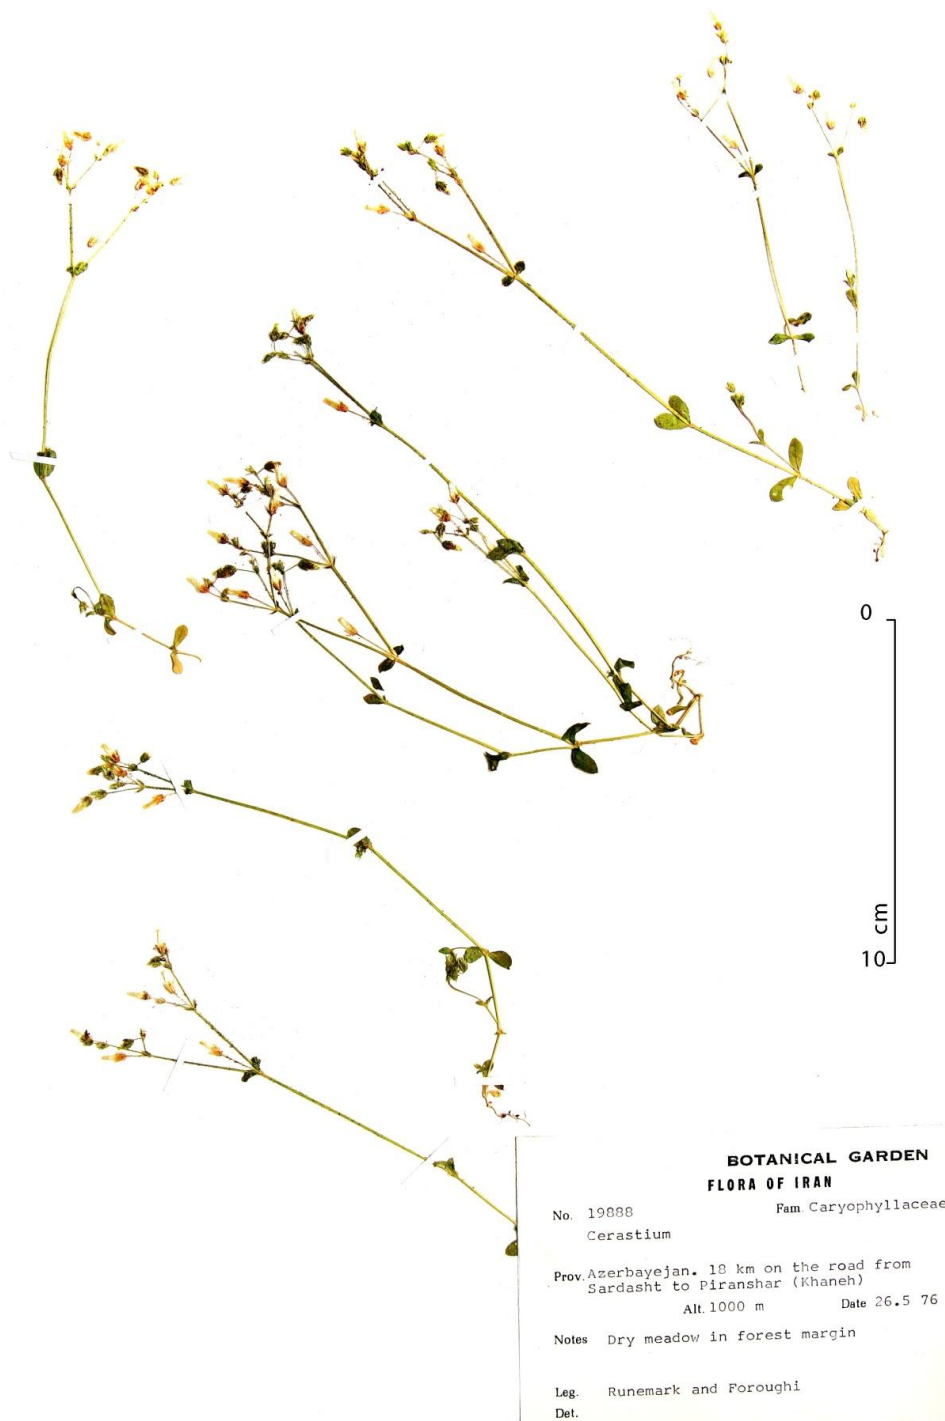 0
cm
10
BOTANICAL GARDEN
FLORA OF IRAN
No. 19888 Fam. Caryophyllaceae
Cerastium
Prov. Azerbayejan. 18 km on the road from
Sardasht to Piranshar (Khaneh)
Alt. 1000 m Date 26.5 76
Notes Dry meadow in forest margin
Leg. Runemark and Foroughi
Det.